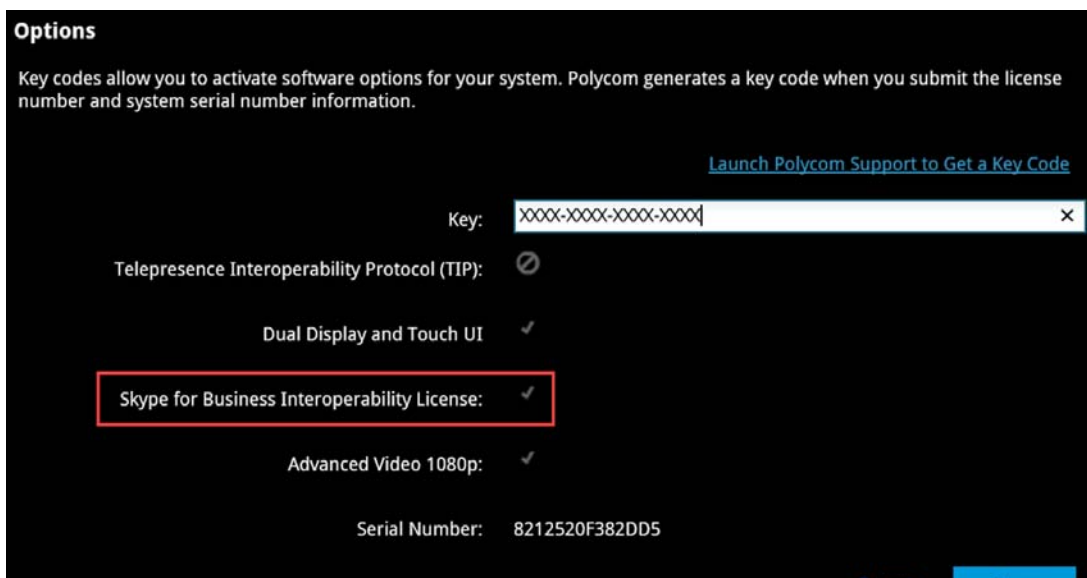 Options
Key codes allow you to activate software options for your system. Polycom generates a key code when you submit the license
number and system serial number information.
Launch Polycom Support to Get a Key Code
Key: XXXX-XXXX-XXXX-XXXX
Telepresence Interoperability Protocol (TIP):
Dual Display and Touch UI
Skype for Business Interoperability License:
Advanced Video 1080p:
Serial Number: 8212520F382DD5